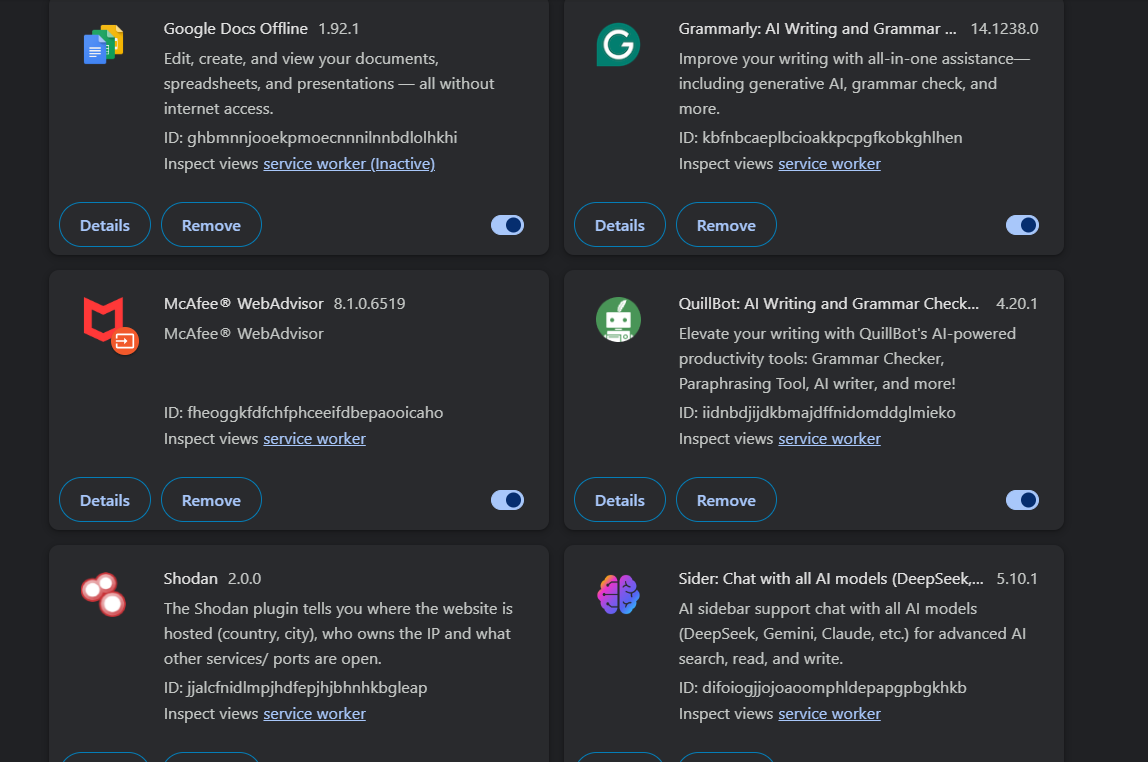 Google Docs Offline 1.92.1
Edit, create, and view your documents,
spreadsheets, and presentations — all without
internet access.
ID: ghbmnnjooekpmoecnnnilnnbdlolhkhi
Inspect views service worker (Inactive)
Details Remove
Grammarly: AI Writing and Grammar ... 14.1238.0
Improve your writing with all-in-one assistance—
including generative AI, grammar check, and
more.
ID: kbfnbcaeplbcioakkpcpgfkobkghlhen
Inspect views service worker
Details Remove
McAfee® WebAdvisor 8.1.0.6519
McAfee® WebAdvisor
ID: fheoggkfdfchfphceeifdbepaooicaho
Inspect views service worker
Details Remove
QuillBot: AI Writing and Grammar Check... 4.20.1
Elevate your writing with QuillBot's AI-powered
productivity tools: Grammar Checker,
Paraphrasing Tool, AI writer, and more!
ID: iidnbdjijdkbmajdffnidomddglmieko
Inspect views service worker
Details Remove
Shodan 2.0.0
The Shodan plugin tells you where the website is
hosted (country, city), who owns the IP and what
other services/ ports are open.
ID: jjalcfnidlmpjhdfepjhjbhnhkbgleap
Inspect views service worker
Sider: Chat with all AI models (DeepSeek,... 5.10.1
AI sidebar support chat with all AI models
(DeepSeek, Gemini, Claude, etc.) for advanced AI
search, read, and write.
ID: difoiogjjojoaoomphldepapgpbgkhkb
Inspect views service worker